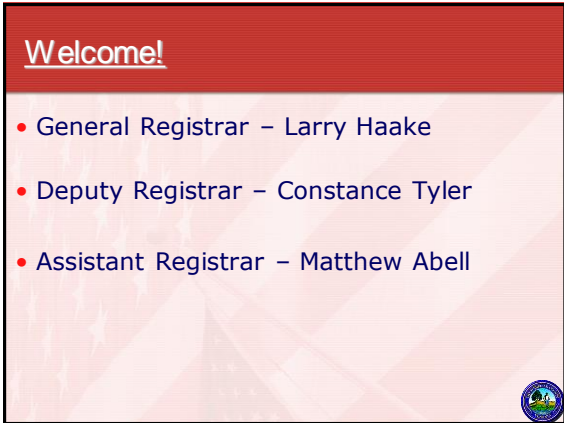 Welcome!
• General Registrar – Larry Haake
• Deputy Registrar – Constance Tyler
• Assistant Registrar – Matthew Abell